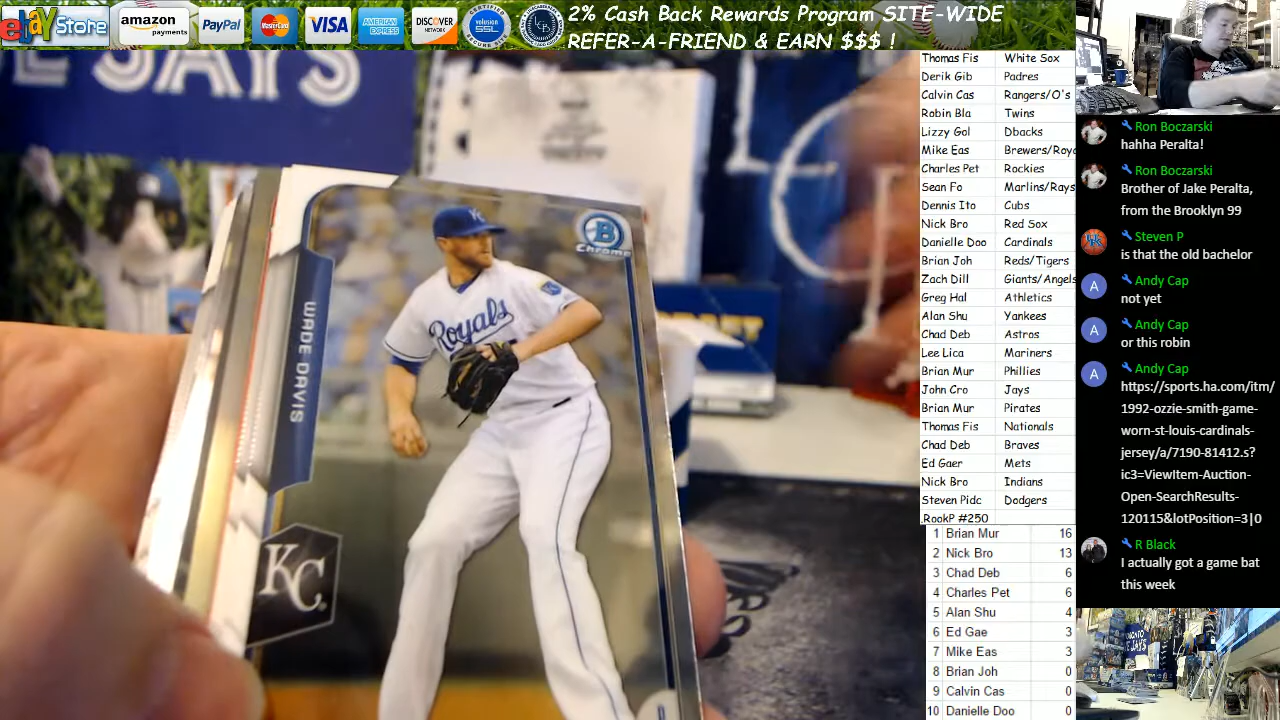 ebay Store
amazon
payments
PayPal
MasterCard
VISA
AMERICAN
EXPRESS
DISCOVER
NETWORK
volusion
SSL
2% Cash Back Rewards Program SITE-WIDE
REFER-A-FRIEND & EARN $$$ !
E JAYS
B
Chrome
Royals
WADE DAVIS
KC
Thomas Fis White Sox
Derik Gib Padres
Calvin Cas Rangers/O's
Robin Bla Twins
Lizzy Gol Dbacks
Mike Eas Brewers/Roya
Charles Pet Rockies
Sean Fo Marlins/Rays
Dennis Ito Cubs
Nick Bro Red Sox
Danielle Doo Cardinals
Brian Joh Reds/Tigers
Zach Dill Giants/Angels
Greg Hal Athletics
Alan Shu Yankees
Chad Deb Astros
Lee Lica Mariners
Brian Mur Phillies
John Cro Jays
Brian Mur Pirates
Thomas Fis Nationals
Chad Deb Braves
Ed Gaer Mets
Nick Bro Indians
Steven Pidc Dodgers
.RookP #250
1 Brian Mur 16
2 Nick Bro 13
3 Chad Deb 6
4 Charles Pet 6
5 Alan Shu 4
6 Ed Gae 3
7 Mike Eas 3
8 Brian Joh 0
9 Calvin Cas 0
10 Danielle Doo 0
Ron Boczarski
hahha Peralta!
Ron Boczarski
Brother of Jake Peralta,
from the Brooklyn 99
Steven P
is that the old bachelor
A Andy Cap
not yet
A Andy Cap
or this robin
A Andy Cap
https://sports.ha.com/itm/
1992-ozzie-smith-game-
worn-st-louis-cardinals-
jersey/a/7190-81412.s?
ic3=ViewItem-Auction-
Open-SearchResults-
120115&lotPosition=3|0
R Black
I actually got a game bat
this week